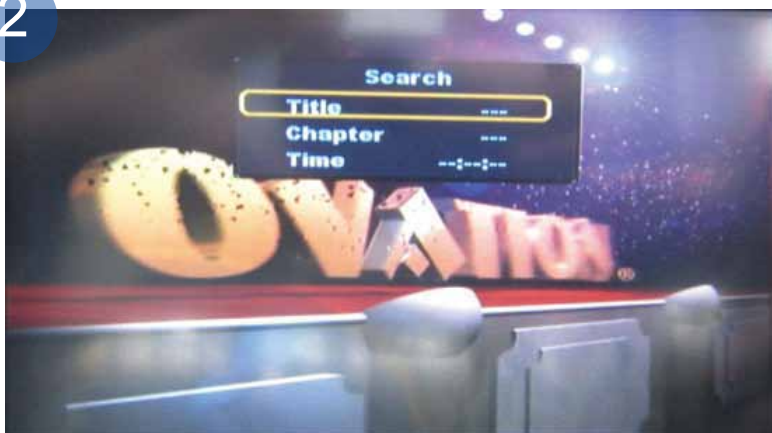 2
Search
Title ---
Chapter ---
Time --:--:--
OVATION®